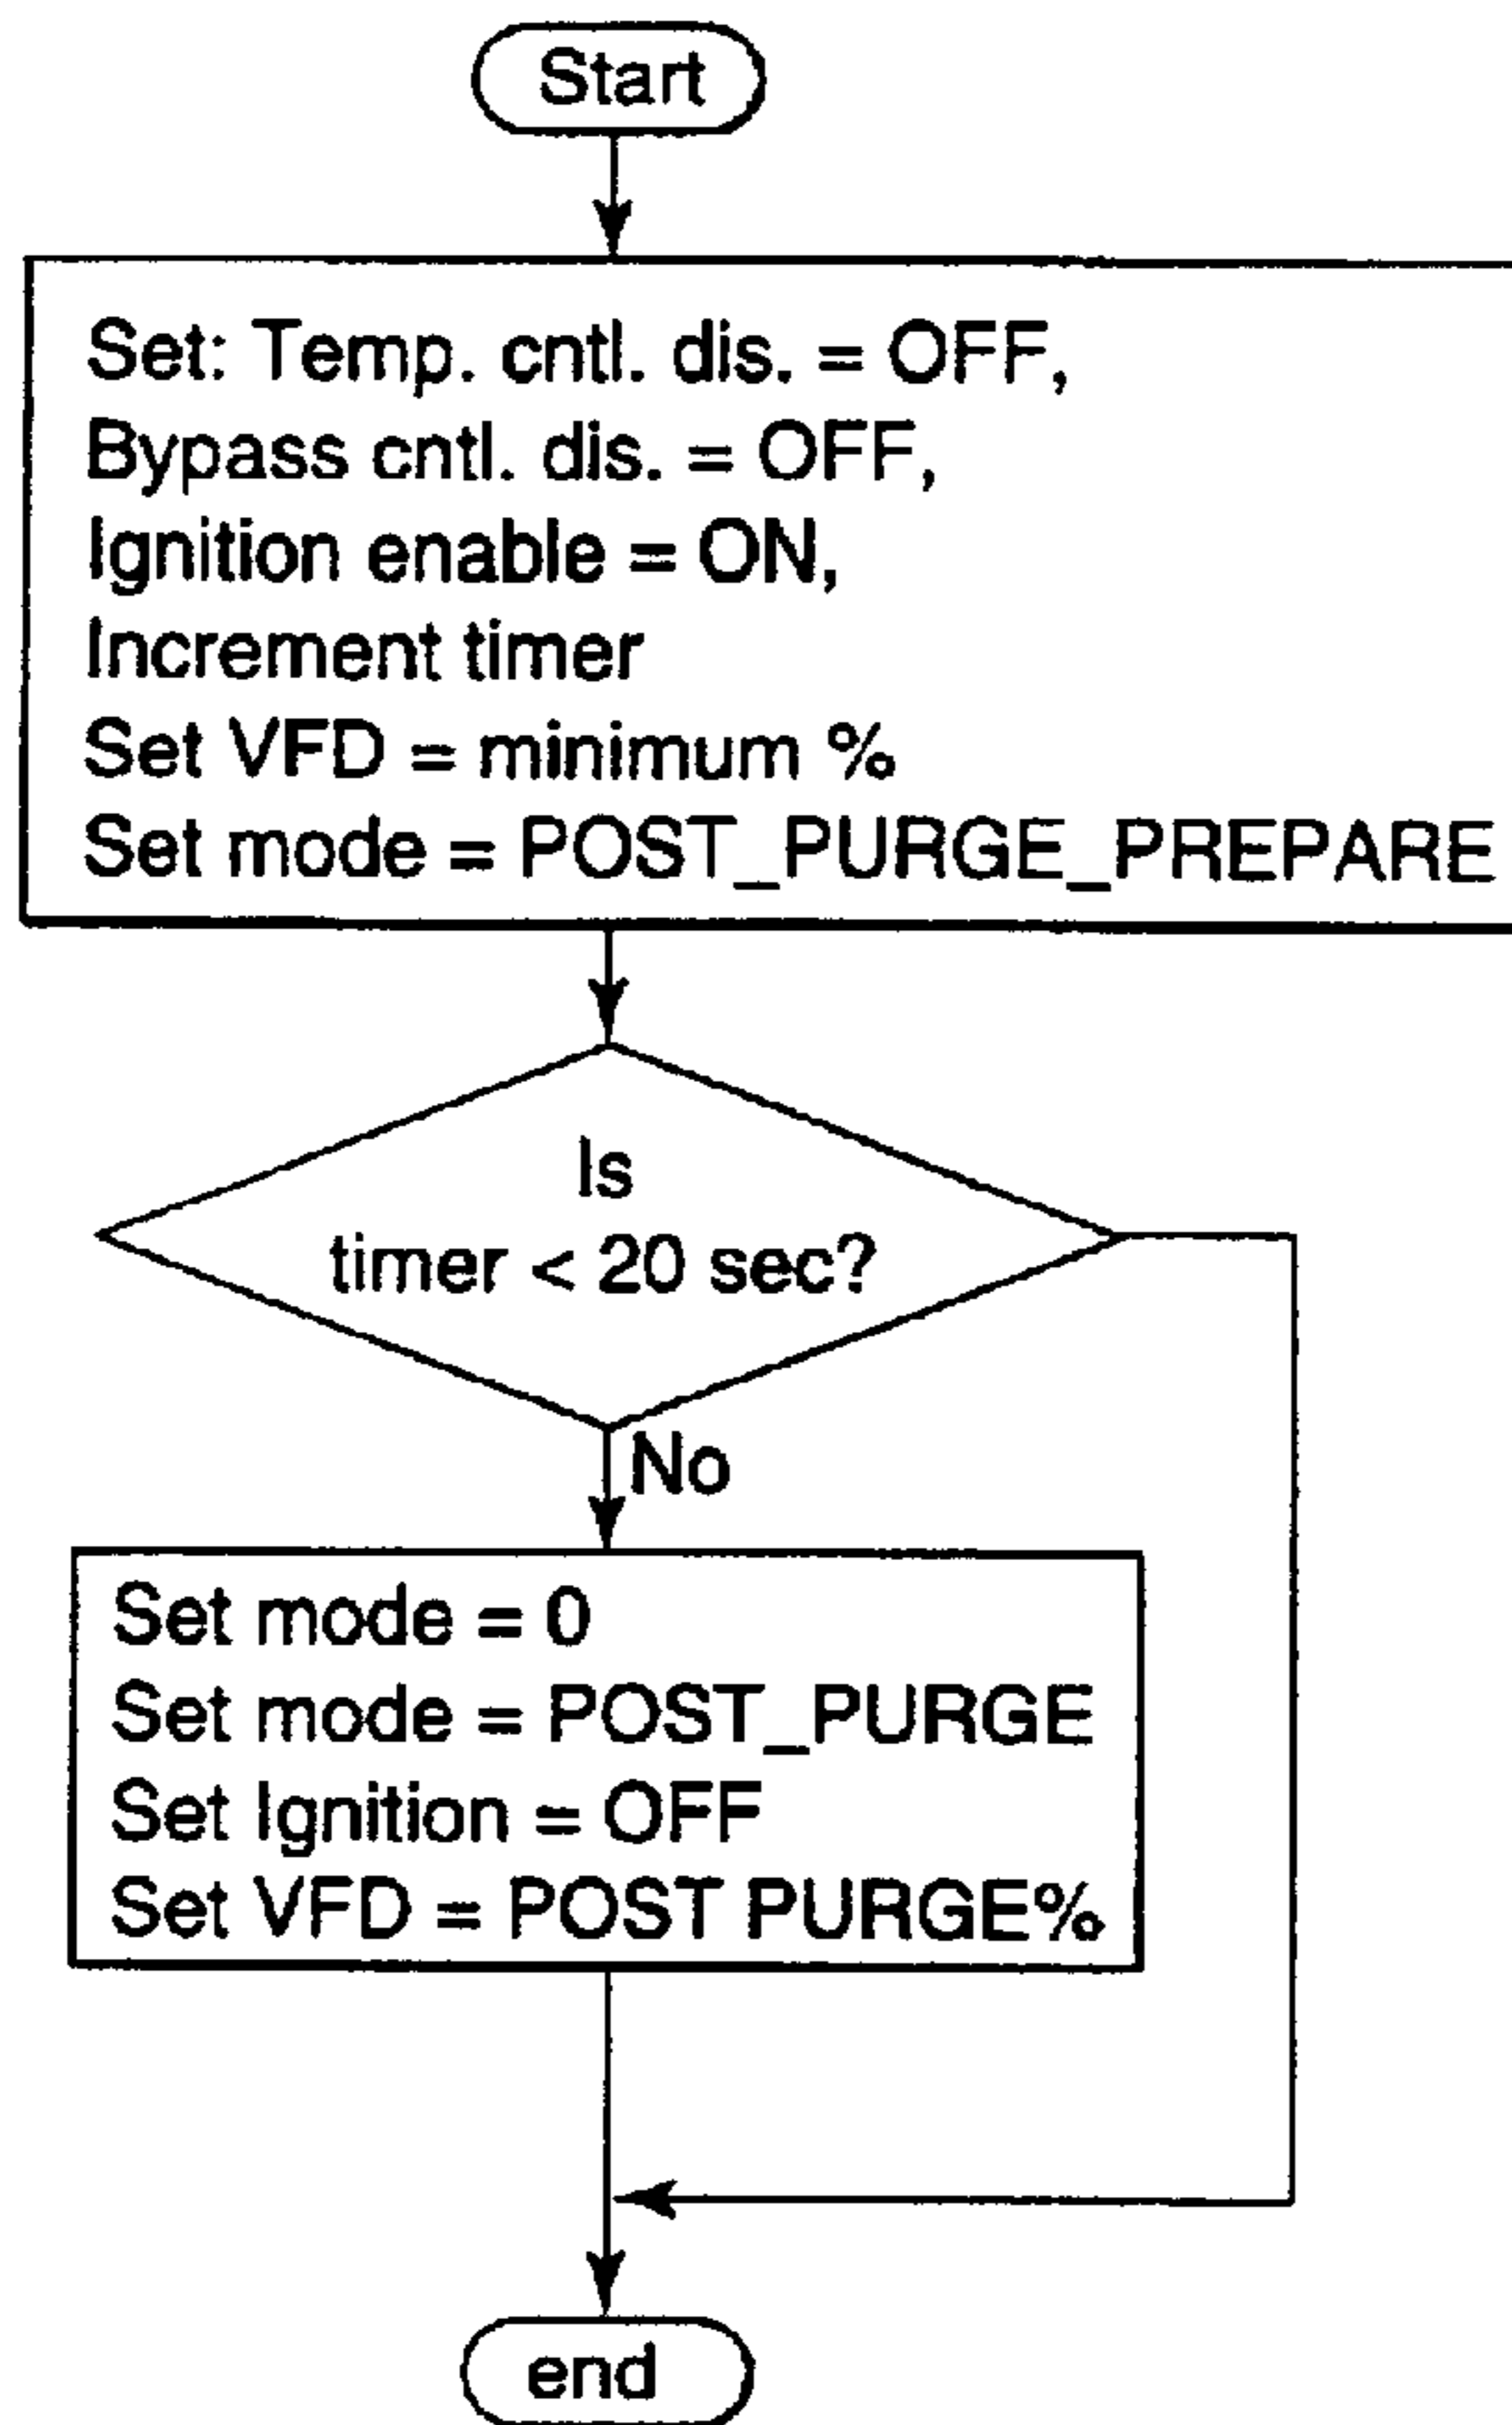 Start
Set: Temp. cntl. dis. = OFF,
Bypass cntl. dis. = OFF,
Ignition enable = ON,
Increment timer
Set VFD = minimum %
Set mode = POST_PURGE_PREPARE
Is
timer < 20 sec?
No
Set mode = 0
Set mode = POST_PURGE
Set Ignition = OFF
Set VFD = POST PURGE%
end